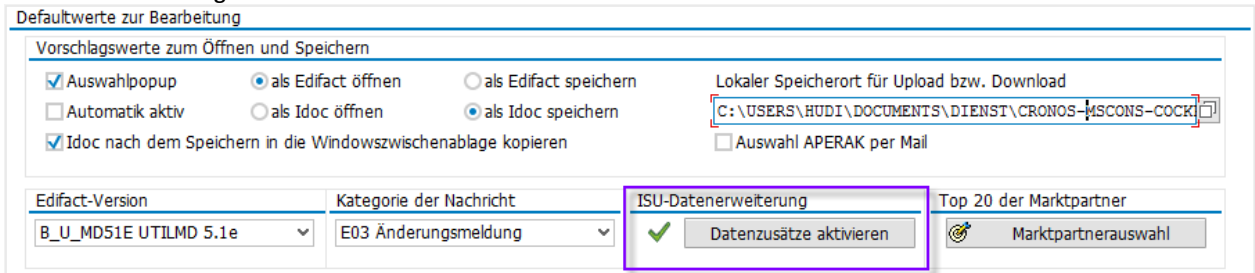 Defaultwerte zur Bearbeitung
Vorschlagswerte zum Öffnen und Speichern
Auswahlpopup
als Edifact öffnen
als Edifact speichern
Lokaler Speicherort für Upload bzw. Download
Automatik aktiv
als Idoc öffnen
als Idoc speichern
C:\USERS\HUDI\DOCUMENTS\DIENST\CRONOS-MSCONS-COCK
Idoc nach dem Speichern in die Windowszwischenablage kopieren
Auswahl APERAK per Mail
Edifact-Version
Kategorie der Nachricht
ISU-Datenerweiterung
Top 20 der Marktpartner
B_U_MD51E UTILMD 5.1e
E03 Änderungsmeldung
Datenzusätze aktivieren
Marktpartnerauswahl